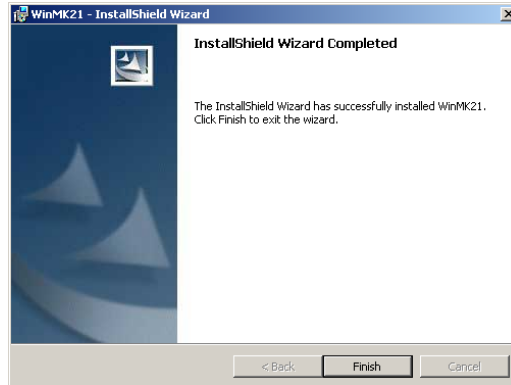 WinMK21 - InstallShield Wizard
InstallShield Wizard Completed
The InstallShield Wizard has successfully installed WinMK21.
Click Finish to exit the wizard.
< Back
Finish
Cancel